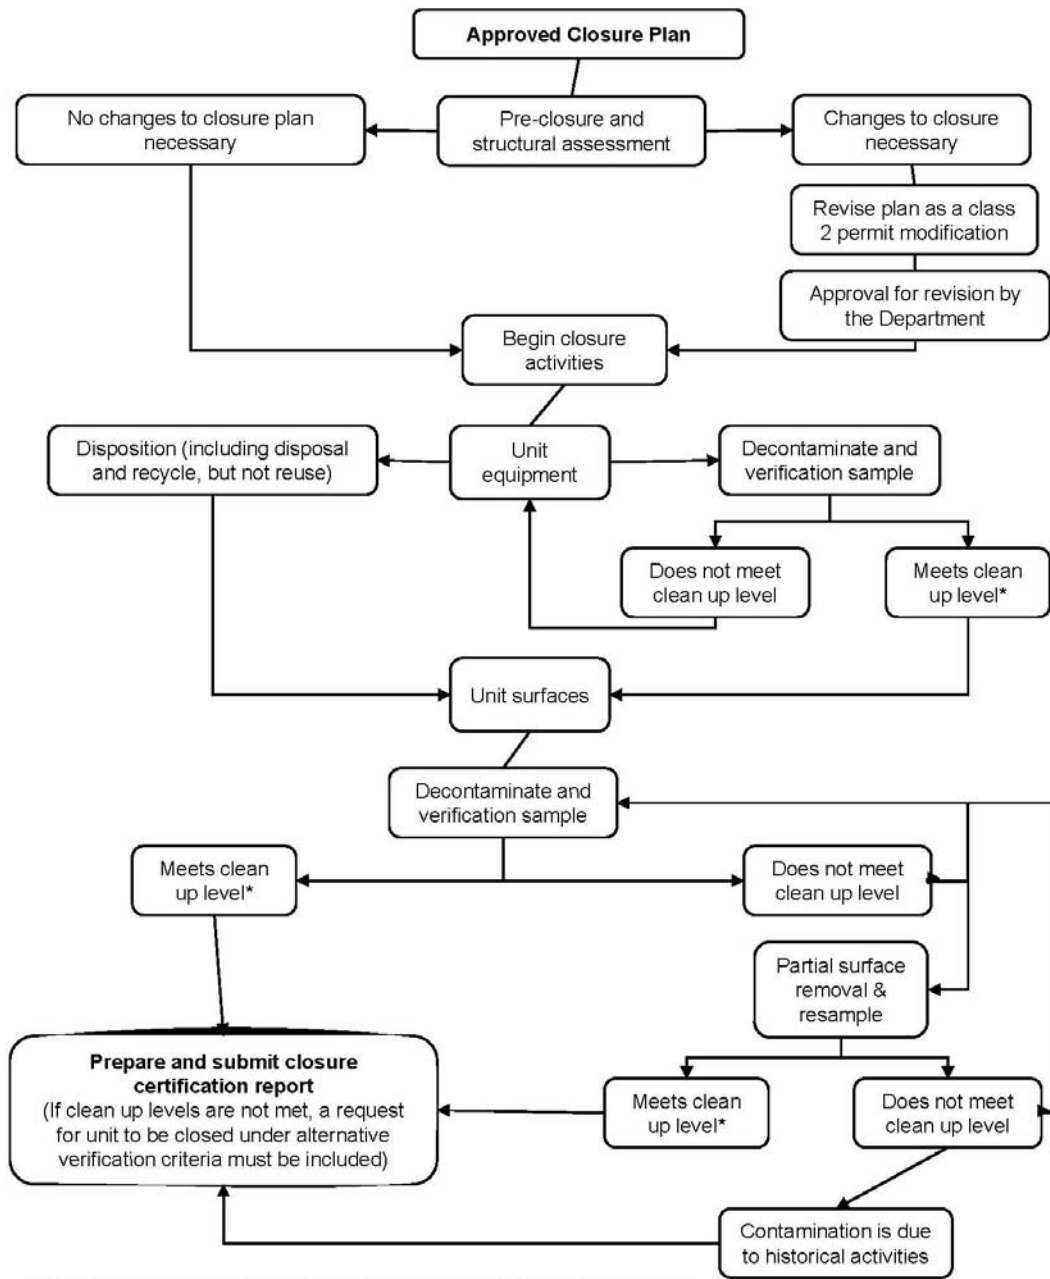 Approved Closure Plan
No changes to closure plan
necessary
Pre-closure and
structural assessment
Changes to closure
necessary
Revise plan as a class
2 permit modification
Approval for revision by
the Department
Begin closure
activities
Disposition (including disposal
and recycle, but not reuse)
Unit
equipment
Decontaminate and
verification sample
Does not meet
clean up level
Meets clean
up level*
Unit surfaces
Decontaminate and
verification sample
Meets clean
up level*
Does not meet
clean up level
Partial surface
removal &
resample
Prepare and submit closure
certification report
(If clean up levels are not met, a request
for unit to be closed under alternative
verification criteria must be included)
Meets clean
up level*
Does not meet
clean up level
Contamination is due
to historical activities